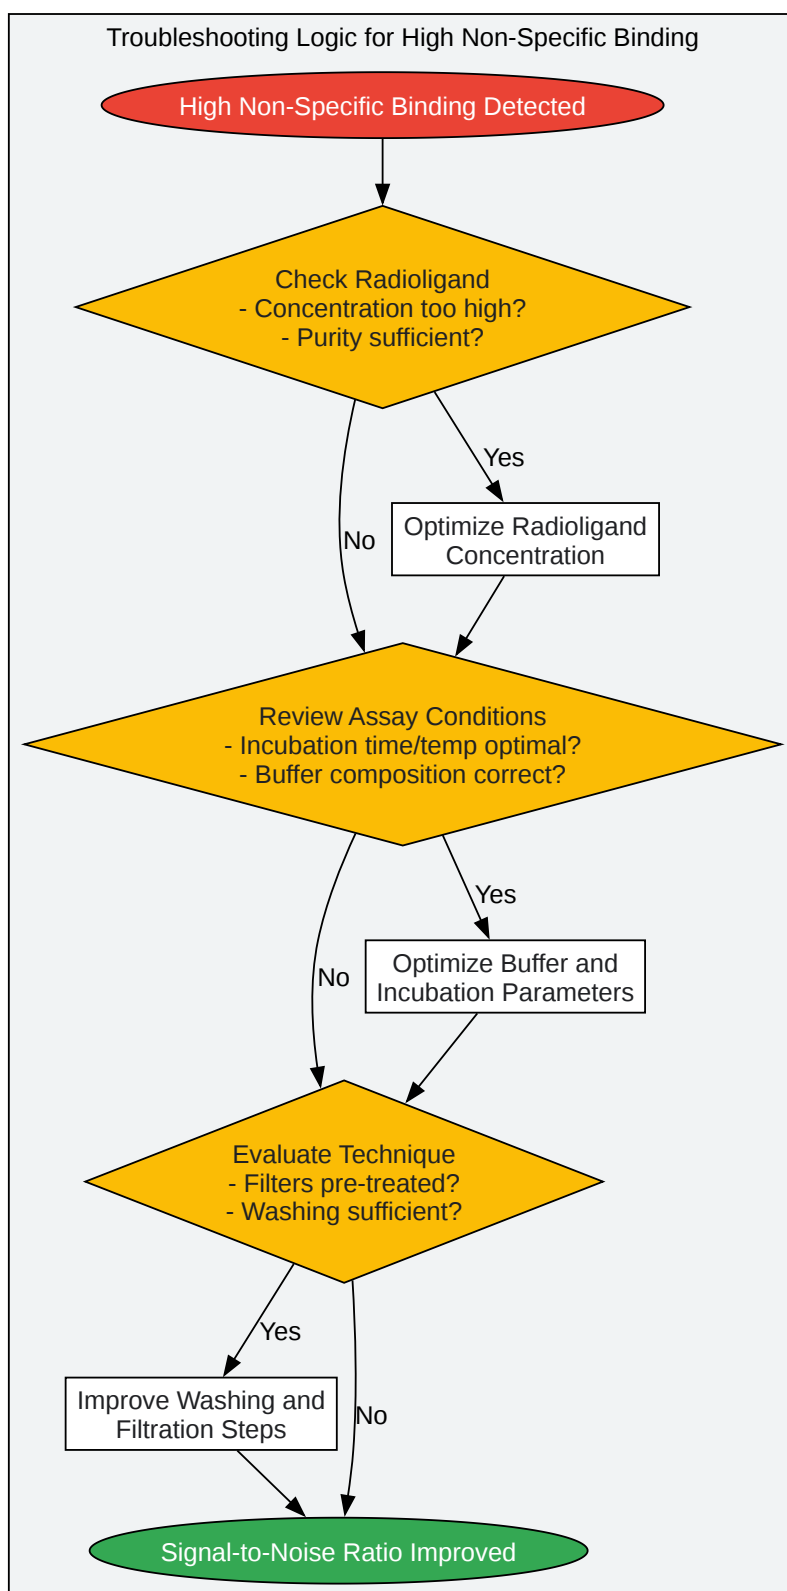 Troubleshooting Logic for High Non-Specific Binding
High Non-Specific Binding Detected
Check Radioligand
- Concentration too high?
- Purity sufficient?
Yes
No
Optimize Radioligand
Concentration
Review Assay Conditions
- Incubation time/temp optimal?
- Buffer composition correct?
Yes
No
Optimize Buffer and
Incubation Parameters
Evaluate Technique
- Filters pre-treated?
- Washing sufficient?
Yes
No
Improve Washing and
Filtration Steps
Signal-to-Noise Ratio Improved